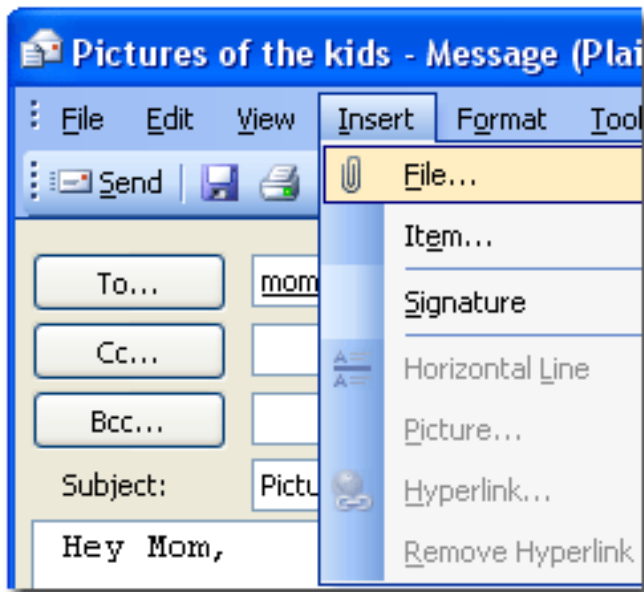 Pictures of the kids - Message (Plai
File Edit View Insert Format Tool
Send
File...
Item...
Signature
Horizontal Line
Picture...
Hyperlink...
Remove Hyperlink
To... mom
Cc...
Bcc...
Subject: Pictu
Hey Mom,